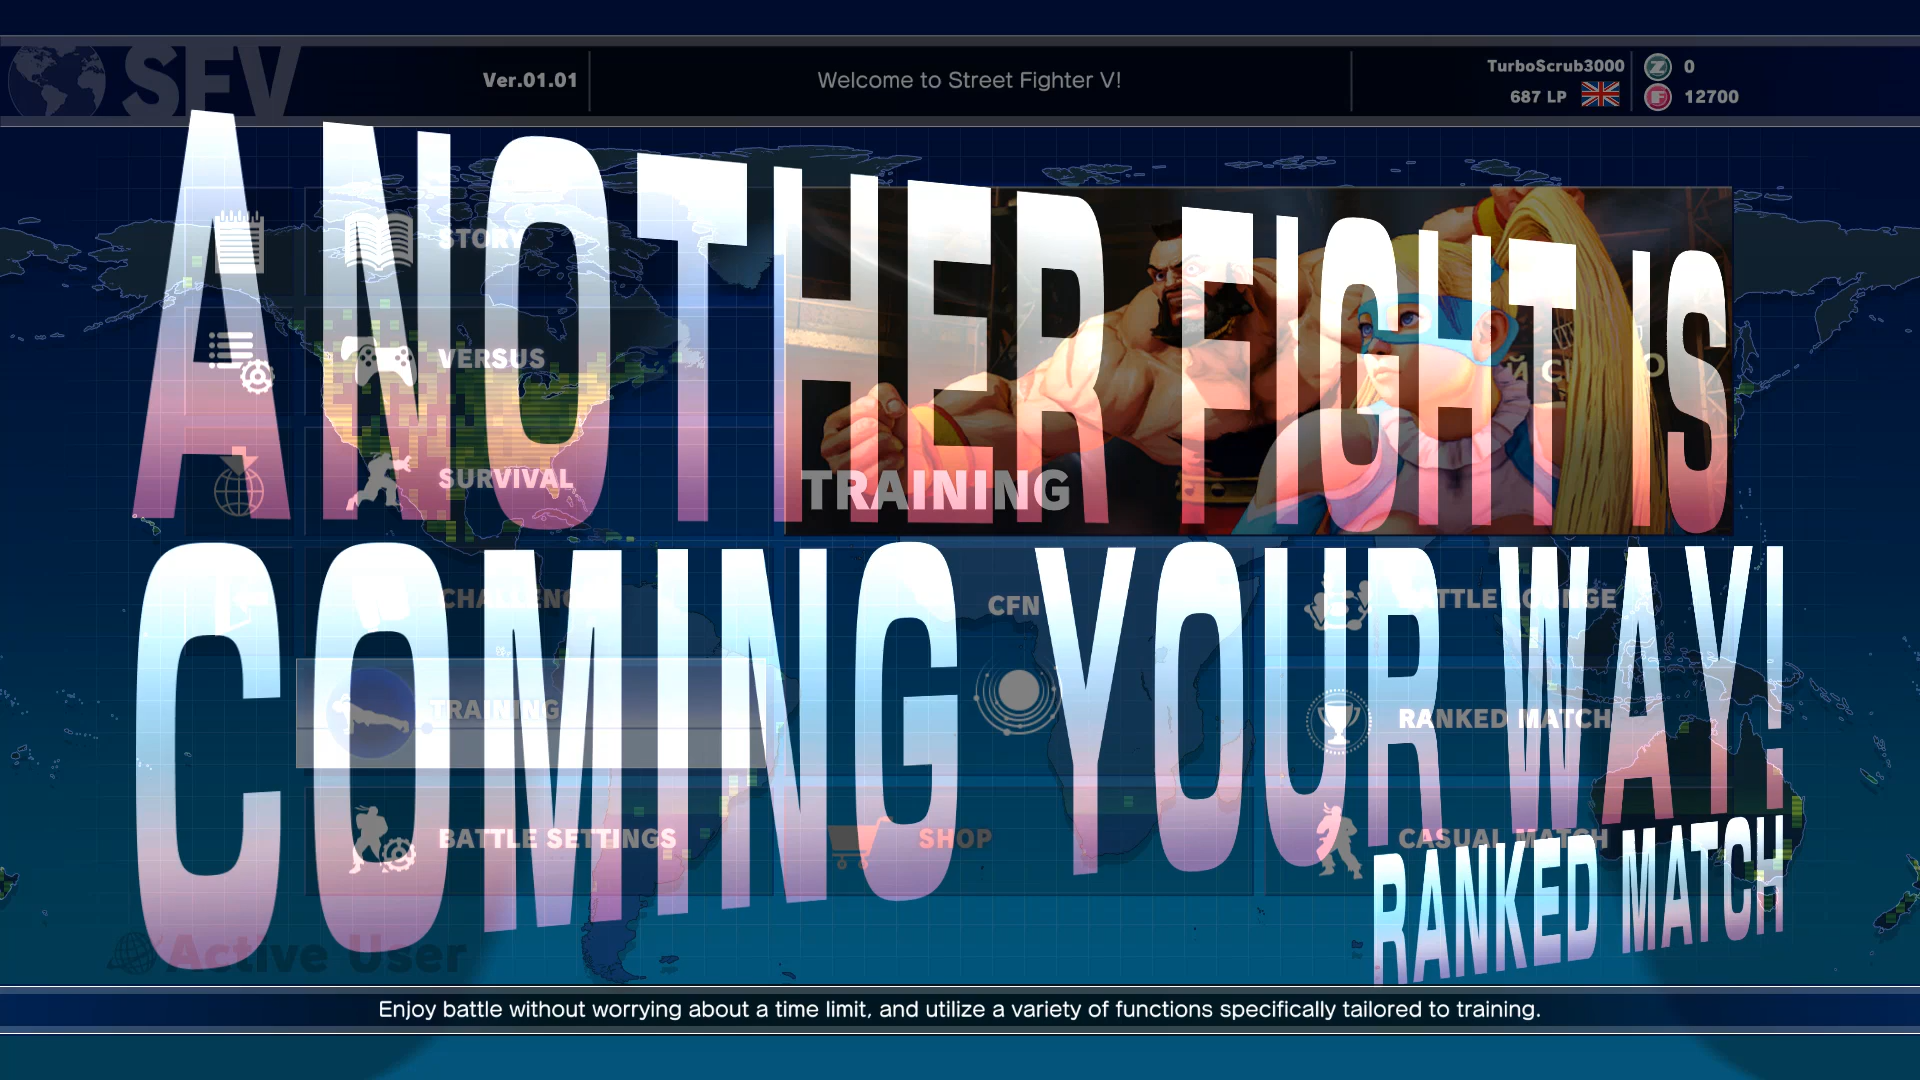 SFV
Ver.01.01
Welcome to Street Fighter V!
TurboScrub3000
687 LP
Z 0
F 12700
ANOTHER FIGHT IS
COMING YOUR WAY!
RANKED MATCH
STORY
VERSUS
SURVIVAL
TRAINING
TRAINING
BATTLE SETTINGS
CFN
SHOP
RANKED MATCH
CASUAL MATCH
Active User
Enjoy battle without worrying about a time limit, and utilize a variety of functions specifically tailored to training.